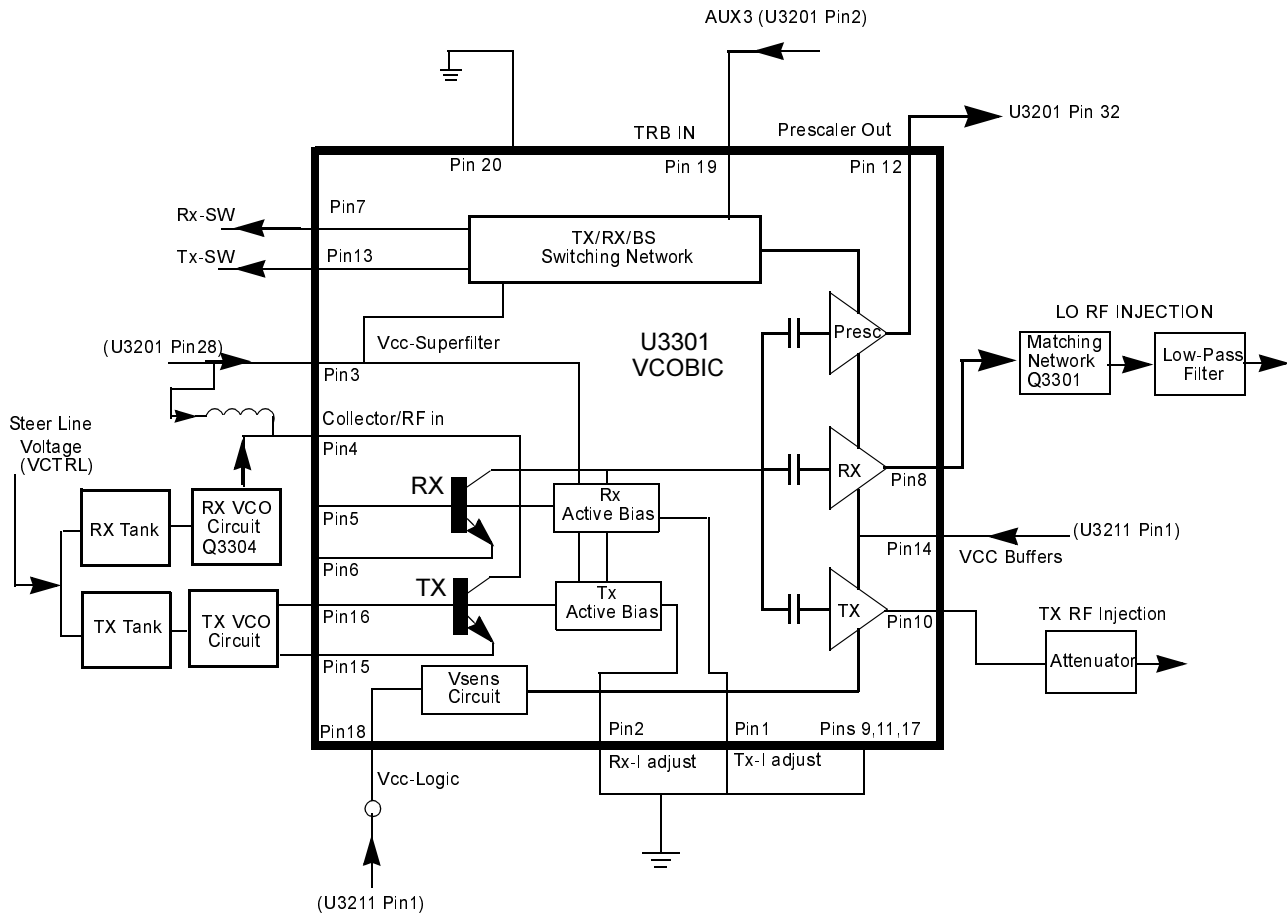 AUX3 (U3201 Pin2)
U3201 Pin 32
TRB IN
Prescaler Out
Pin 20
Pin 19
Pin 12
Rx-SW
Pin7
Tx-SW
Pin13
TX/RX/BS
Switching Network
Presc
U3301
VCOBIC
LO RF INJECTION
Matching
Network
Q3301
Low-Pass
Filter
(U3201 Pin28)
Vcc-Superfilter
Pin3
Collector/RF in
Pin4
Steer Line
Voltage
(VCTRL)
RX
Rx
Active Bias
RX
Pin8
RX Tank
RX VCO
Circuit
Q3304
Pin5
Pin6
Pin14
(U3211 Pin1)
VCC Buffers
TX
Tx
Active Bias
TX
Pin10
TX Tank
TX VCO
Circuit
Pin16
Pin15
TX RF Injection
Attenuator
Vsens
Circuit
Pin18
Pin2
Pin1
Pins 9,11,17
Rx-I adjust
Tx-I adjust
Vcc-Logic
(U3211 Pin1)